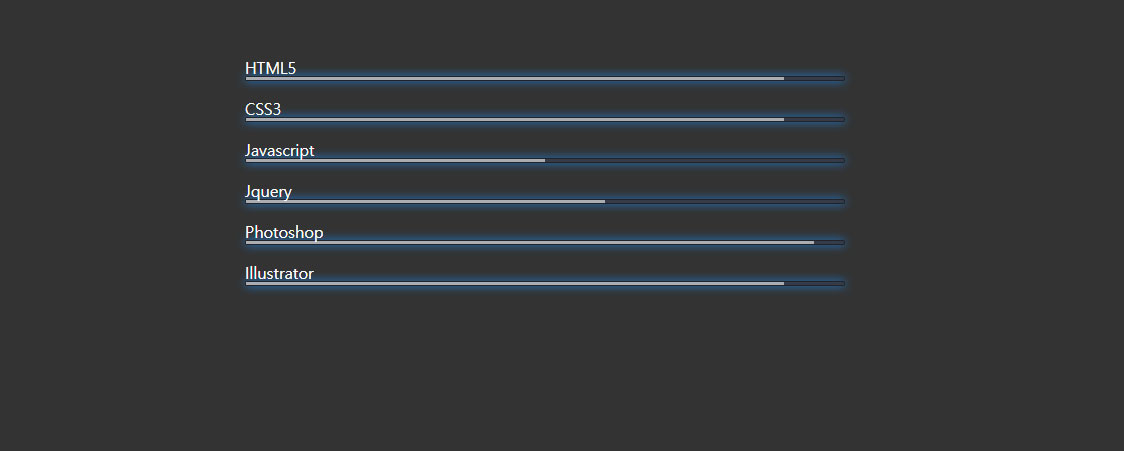 HTML5
CSS3
Javascript
Jquery
Photoshop
Illustrator